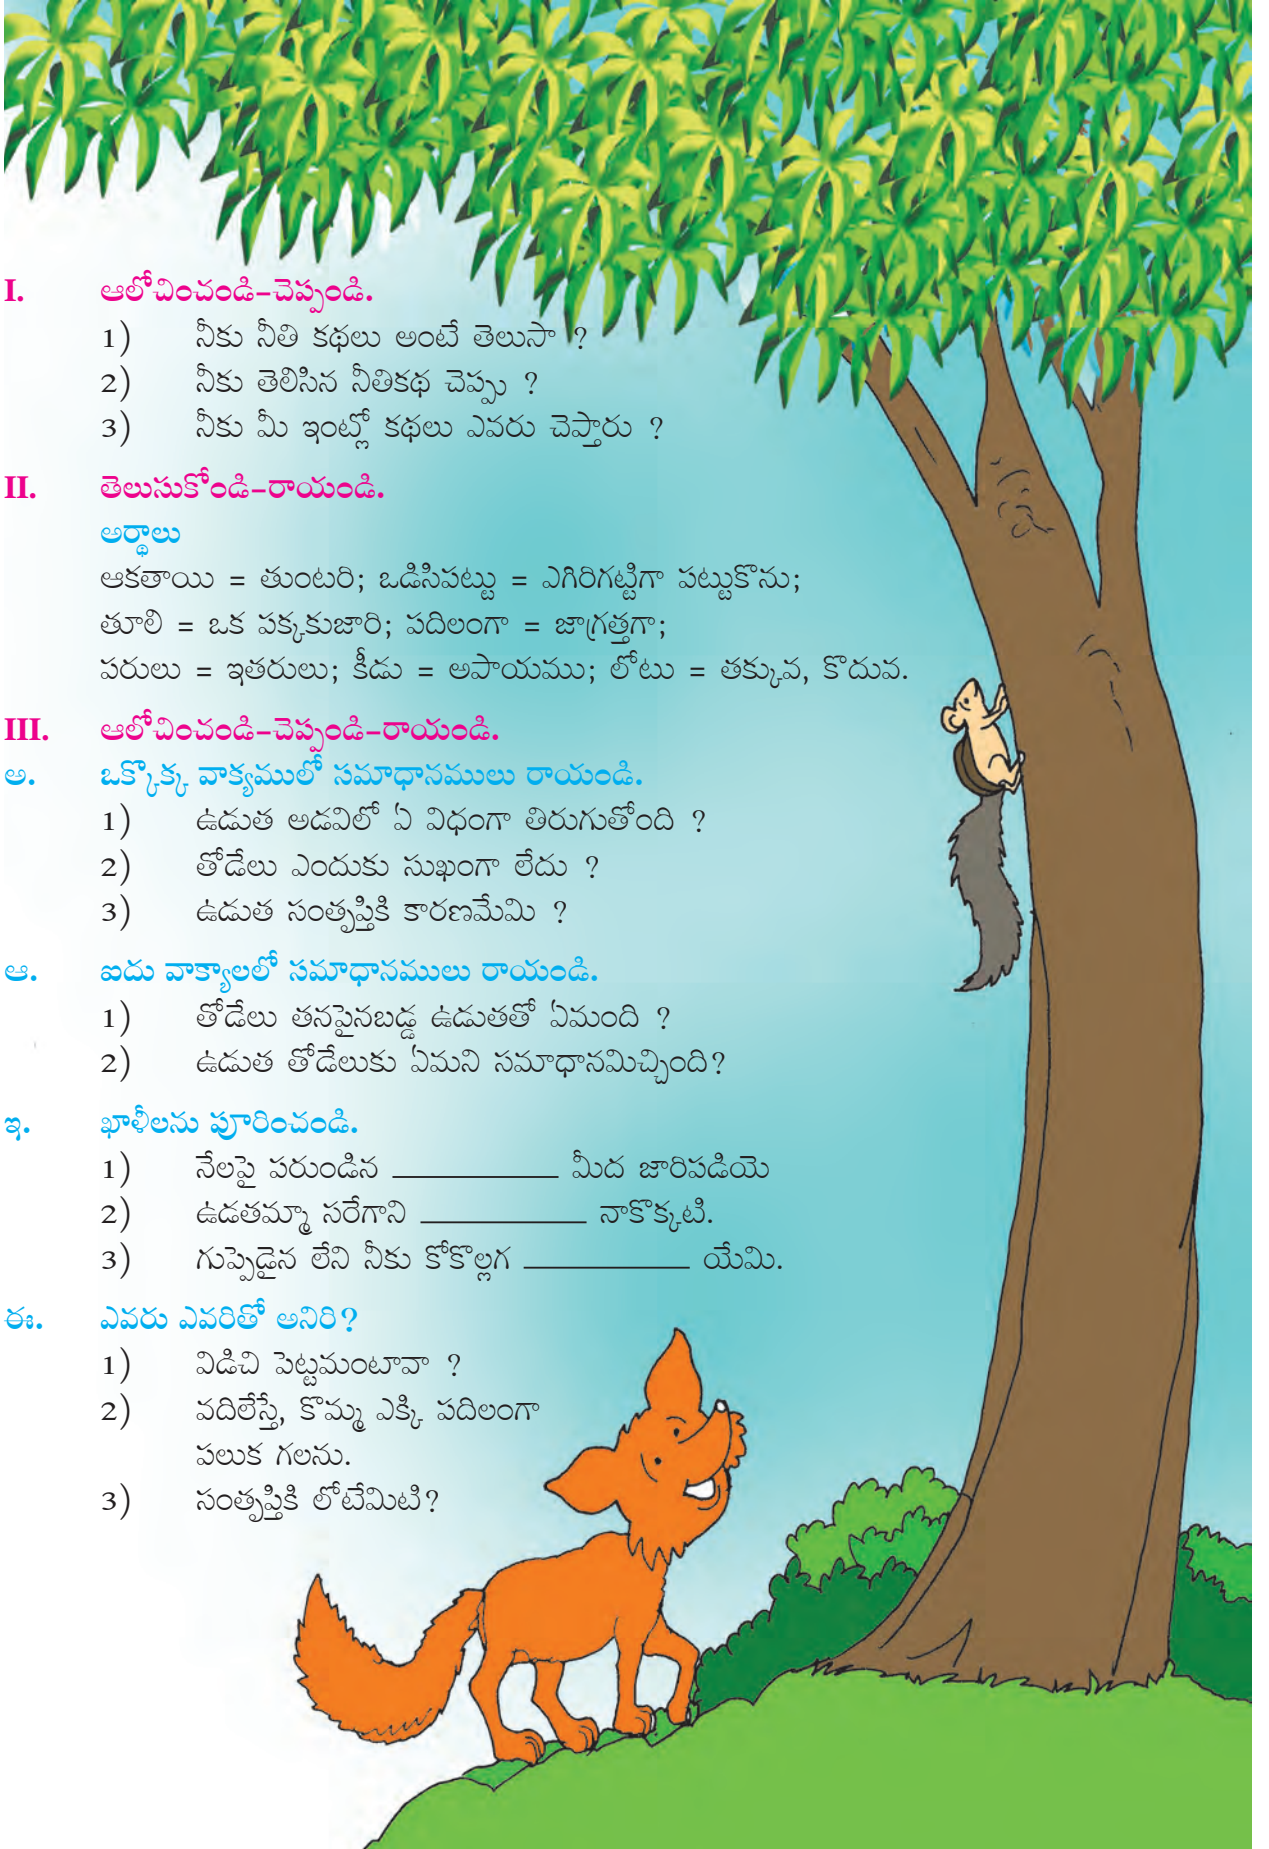 I. ఆలోచించండి-చెప్పండి.
1) నీకు నీతి కథలు అంటే తెలుసా ?
2) నీకు తెలిసిన నీతికథ చెప్పు ?
3) నీకు మీ ఇంట్లో కథలు ఎవరు చెప్తారు ?
II. తెలుసుకోండి-రాయండి.
అర్థాలు
ఆకతాయి = తుంటరి; ఒడిసిపట్టు = ఎగిరిగట్టిగా పట్టుకొను;
తూలి = ఒక పక్కకుజారి; పదిలంగా = జాగ్రత్తగా;
పరులు = ఇతరులు; కీడు = అపాయము; లోటు = తక్కువ, కొదువ.
III. ఆలోచించండి-చెప్పండి-రాయండి.
అ. ఒక్కొక్క వాక్యములో సమాధానములు రాయండి.
1) ఉడుత అడవిలో ఏ విధంగా తిరుగుతోంది ?
2) తోడేలు ఎందుకు సుఖంగా లేదు ?
3) ఉడుత సంతృప్తికి కారణమేమి ?
ఆ. ఐదు వాక్యాలలో సమాధానములు రాయండి.
1) తోడేలు తనపైనబడ్డ ఉడుతతో ఏమంది ?
2) ఉడుత తోడేలుకు ఏమని సమాధానమిచ్చింది?
ఇ. ఖాళీలను పూరించండి.
1) నేలపై పరుండిన __________ మీద జారిపడియె
2) ఉడతమ్మా సరేగాని __________ నాకొక్కటి.
3) గుప్పెడైన లేని నీకు కోకొల్లగ __________ యేమి.
ఈ. ఎవరు ఎవరితో అనిరి?
1) విడిచి పెట్టమంటావా ?
2) వదిలేస్తే, కొమ్మ ఎక్కి పదిలంగా
పలుక గలను.
3) సంతృప్తికి లోటేమిటి?